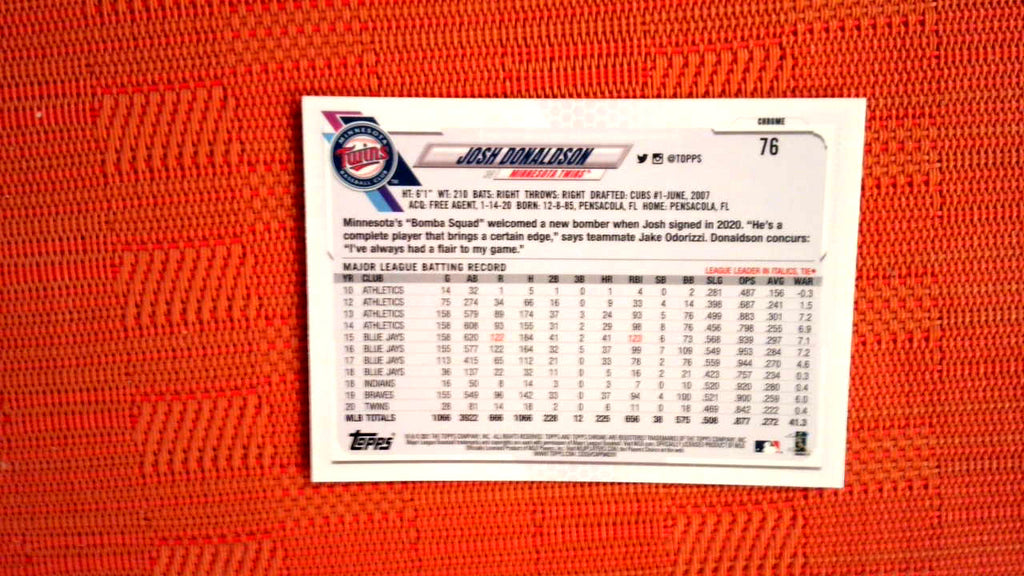 CHROME
76
MINNESOTA Twins BASEBALL CLUB
JOSH DONALDSON
@TOPPS
3B MINNESOTA TWINS™
HT: 6'1" WT: 210 BATS: RIGHT THROWS: RIGHT DRAFTED: CUBS #1-JUNE, 2007
ACQ: FREE AGENT, 1-14-20 BORN: 12-8-85, PENSACOLA, FL HOME: PENSACOLA, FL
Minnesota's "Bomba Squad" welcomed a new bomber when Josh signed in 2020. "He's a
complete player that brings a certain edge," says teammate Jake Odorizzi. Donaldson concurs:
"I've always had a flair to my game."
MAJOR LEAGUE BATTING RECORD LEAGUE LEADER IN ITALICS, TIE♦
YR CLUB G AB R H 2B 3B HR RBI SB BB SLG OPS AVG WAR
10 ATHLETICS 14 32 1 5 1 0 1 4 0 2 .281 .487 .156 -0.3
12 ATHLETICS 75 274 34 66 16 0 9 33 4 14 .398 .687 .241 1.5
13 ATHLETICS 158 579 89 174 37 3 24 93 5 76 .499 .883 .301 7.2
14 ATHLETICS 158 608 93 155 31 2 29 98 8 76 .456 .798 .255 6.9
15 BLUE JAYS 158 620 122 184 41 2 41 123 6 73 .568 .939 .297 7.1
16 BLUE JAYS 155 577 122 164 32 5 37 99 7 109 .549 .953 .284 7.2
17 BLUE JAYS 113 415 65 112 21 0 33 78 2 76 .559 .944 .270 4.8
18 BLUE JAYS 36 137 22 32 11 0 5 16 2 21 .423 .757 .234 0.3
18 INDIANS 16 50 8 14 3 0 3 7 0 10 .520 .920 .280 0.4
19 BRAVES 155 549 96 142 33 0 37 94 4 100 .521 .900 .259 6.0
20 TWINS 28 81 14 18 2 0 6 11 0 18 .469 .842 .222 0.4
MLB TOTALS 1066 3922 666 1066 228 12 225 656 38 575 .508 .877 .272 41.3
TOPPS